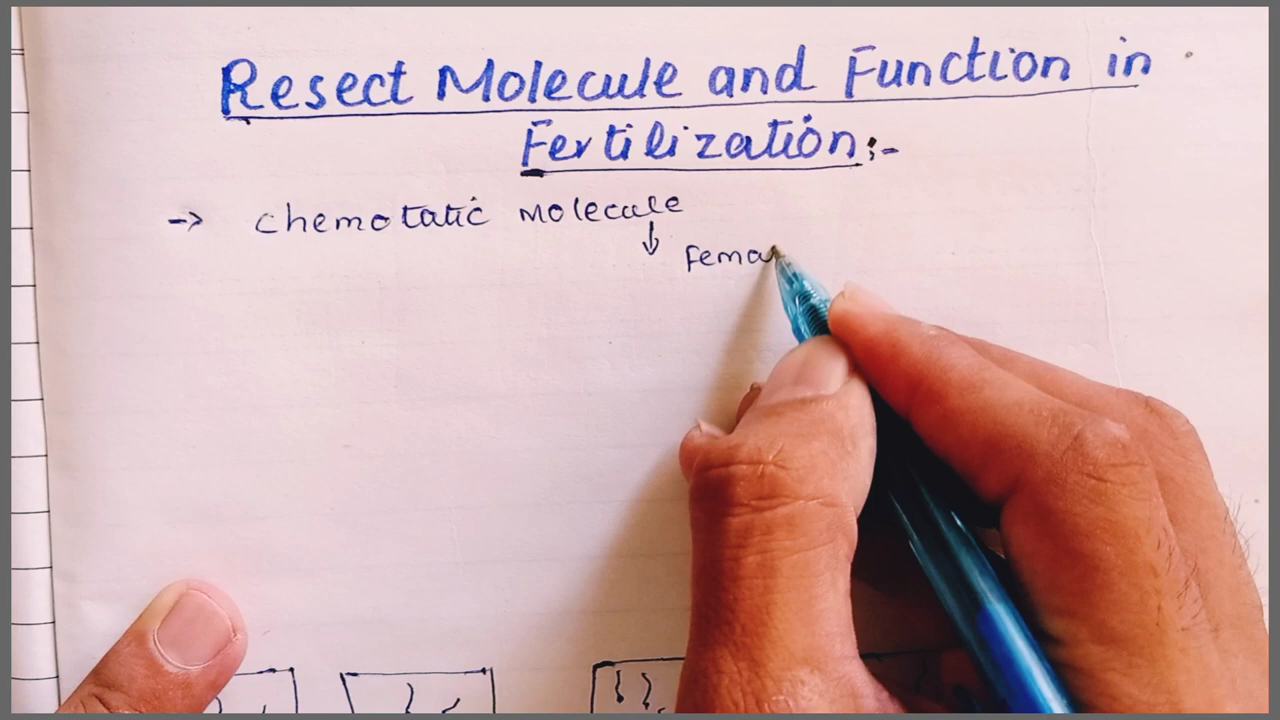 Resect Molecule and Function in
Fertilization:-
-> Chemotatic Molecule
↓ Fema